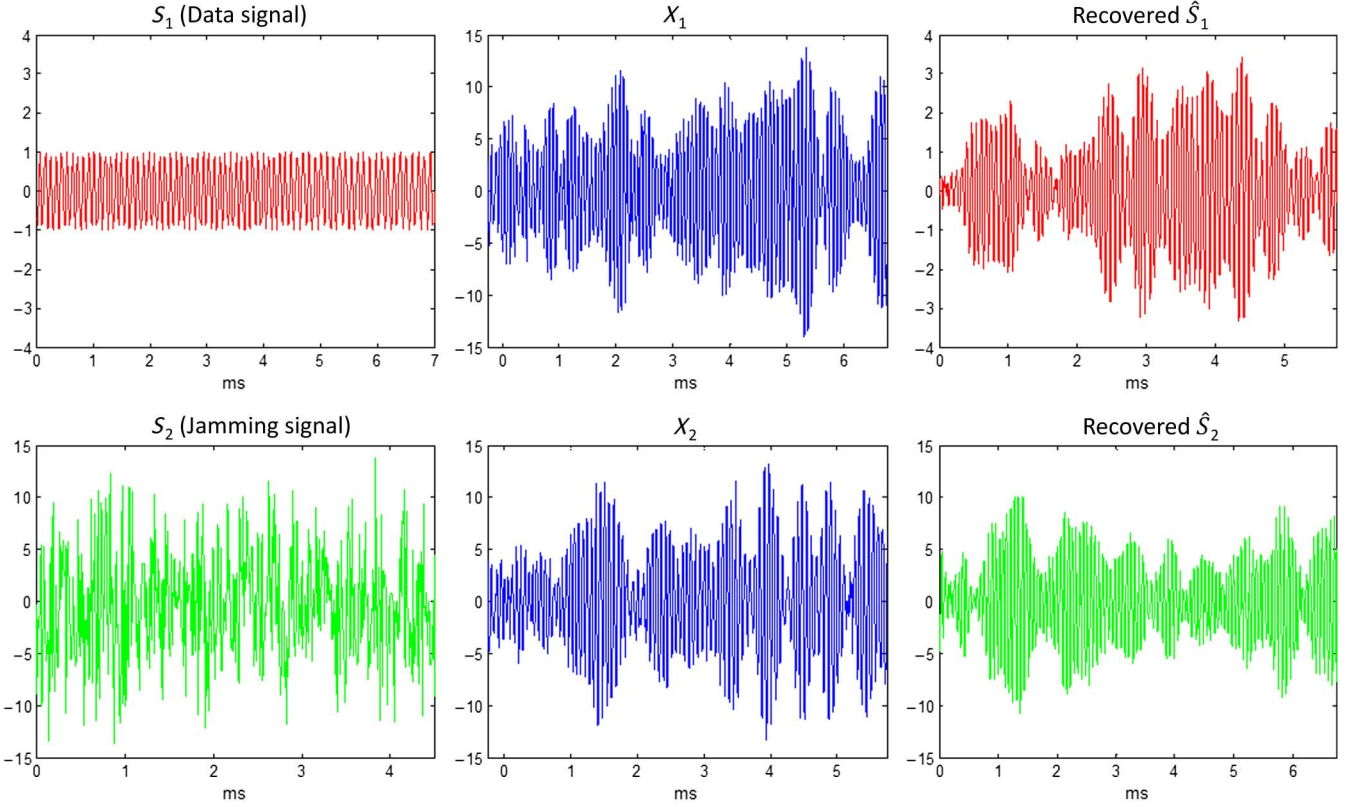 S1 (Data signal)
4
3
2
1
0
−1
−2
−3
−4
0 1 2 3 4 5 6 7
ms
X1
15
10
5
0
−5
−10
−15
0 1 2 3 4 5 6
ms
Recovered Ŝ1
4
3
2
1
0
−1
−2
−3
−4
0 1 2 3 4 5
ms
S2 (Jamming signal)
15
10
5
0
−5
−10
−15
0 1 2 3 4
ms
X2
15
10
5
0
−5
−10
−15
0 1 2 3 4 5
ms
Recovered Ŝ2
15
10
5
0
−5
−10
−15
0 1 2 3 4 5 6
ms